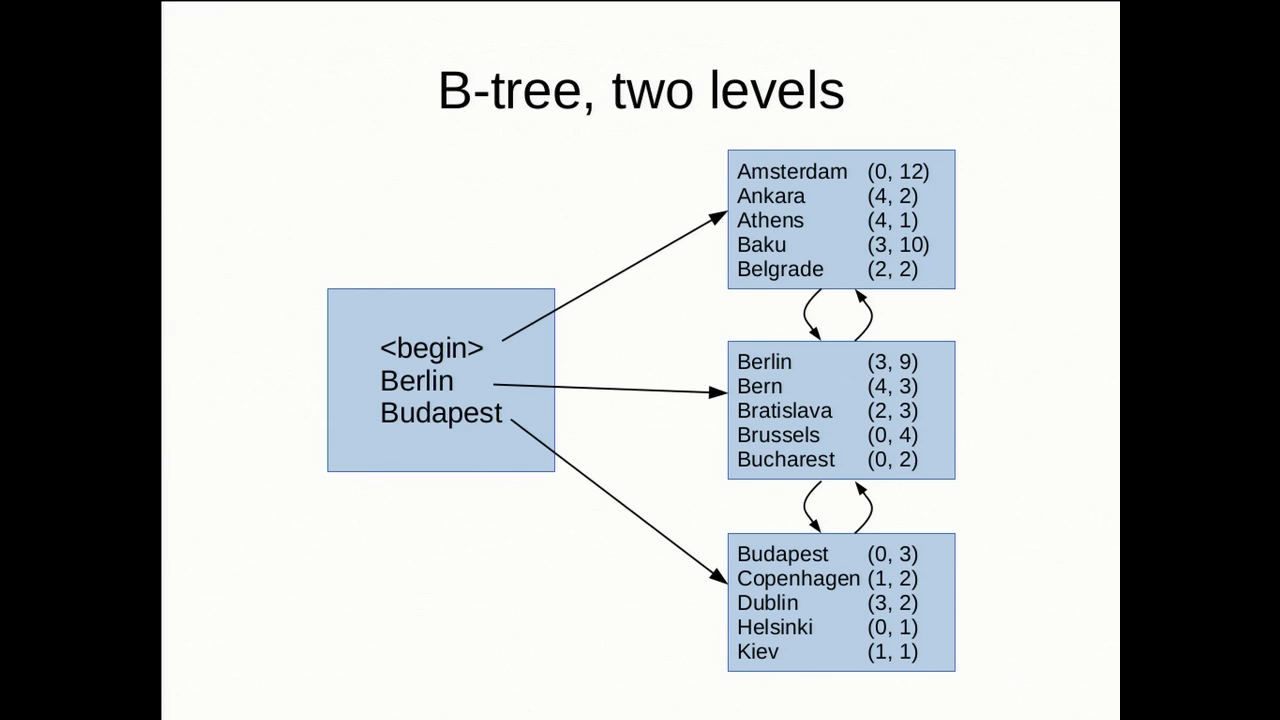 B-tree, two levels
<begin>
Berlin
Budapest
Amsterdam (0, 12)
Ankara (4, 2)
Athens (4, 1)
Baku (3, 10)
Belgrade (2, 2)
Berlin (3, 9)
Bern (4, 3)
Bratislava (2, 3)
Brussels (0, 4)
Bucharest (0, 2)
Budapest (0, 3)
Copenhagen (1, 2)
Dublin (3, 2)
Helsinki (0, 1)
Kiev (1, 1)